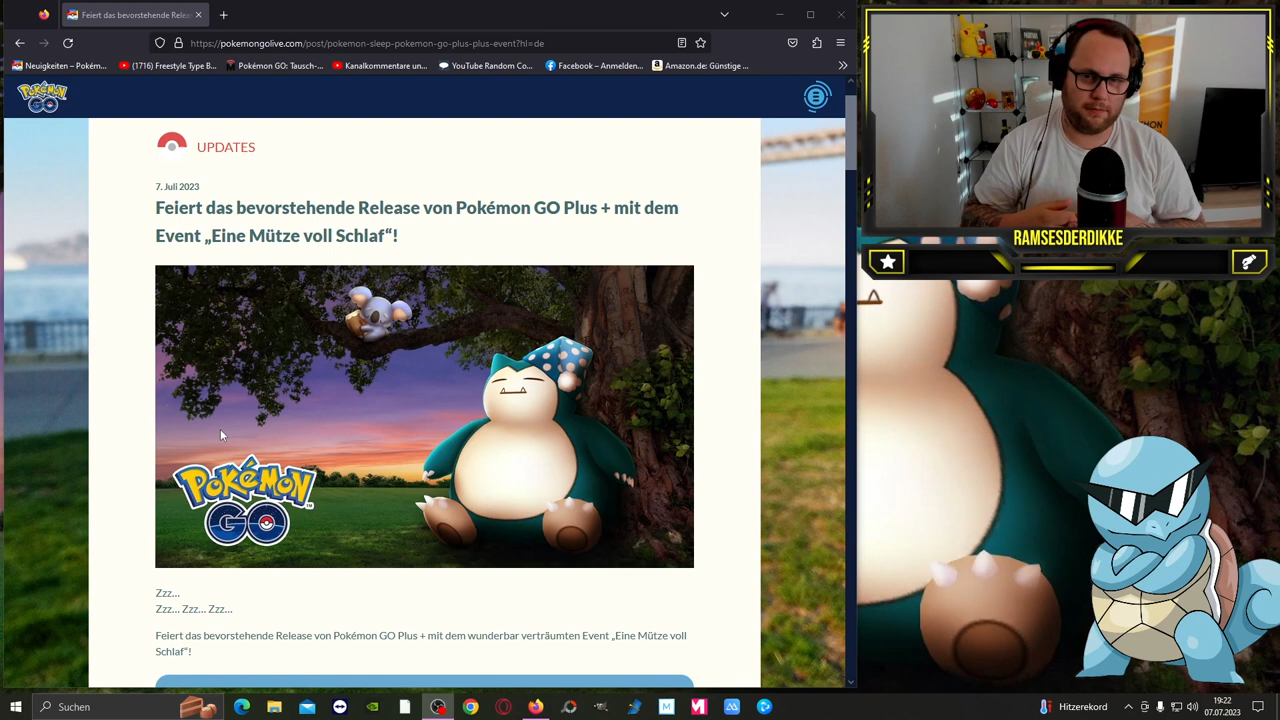 Feiert das bevorstehende Relea
https://pokemongolive.com/post/pokemon-sleep-pokemon-go-plus-plus-event?hl=de
Neuigkeiten – Pokém...
(1716) Freestyle Type B...
Pokémon GO: Tausch-...
Kanalkommentare un...
YouTube Random Co...
Facebook – Anmelden...
Amazon.de: Günstige ...
POKÉMON
GO
UPDATES
7. Juli 2023
Feiert das bevorstehende Release von Pokémon GO Plus + mit dem
Event „Eine Mütze voll Schlaf“!
POKÉMON
GO
Zzz…
Zzz… Zzz… Zzz…
Feiert das bevorstehende Release von Pokémon GO Plus + mit dem wunderbar verträumten Event „Eine Mütze voll
Schlaf“!
RAMSESDERDIKKE
Suchen
Hitzerekord
19:22
07.07.2023